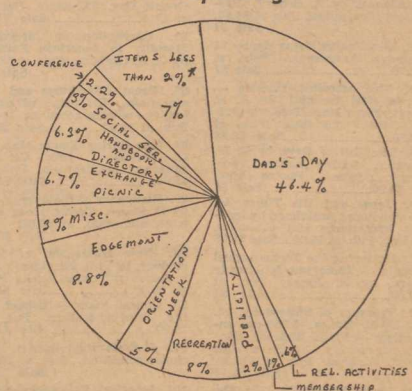 ITEMS LESS
THAN 2%*
7%
CONFERENCE
2.2%
3% SOCIAL SER.
6.3% HANDBOOK
AND
DIRECTORY
6.7% EXCHANGE
PICNIC
3% MISC.
EDGEMONT
8.8%
ORIENTATION
WEEK
5%
RECREATION
8%
PUBLICITY
2%
1%
.6%
DAD'S DAY
46.4%
REL. ACTIVITIES
MEMBERSHIP